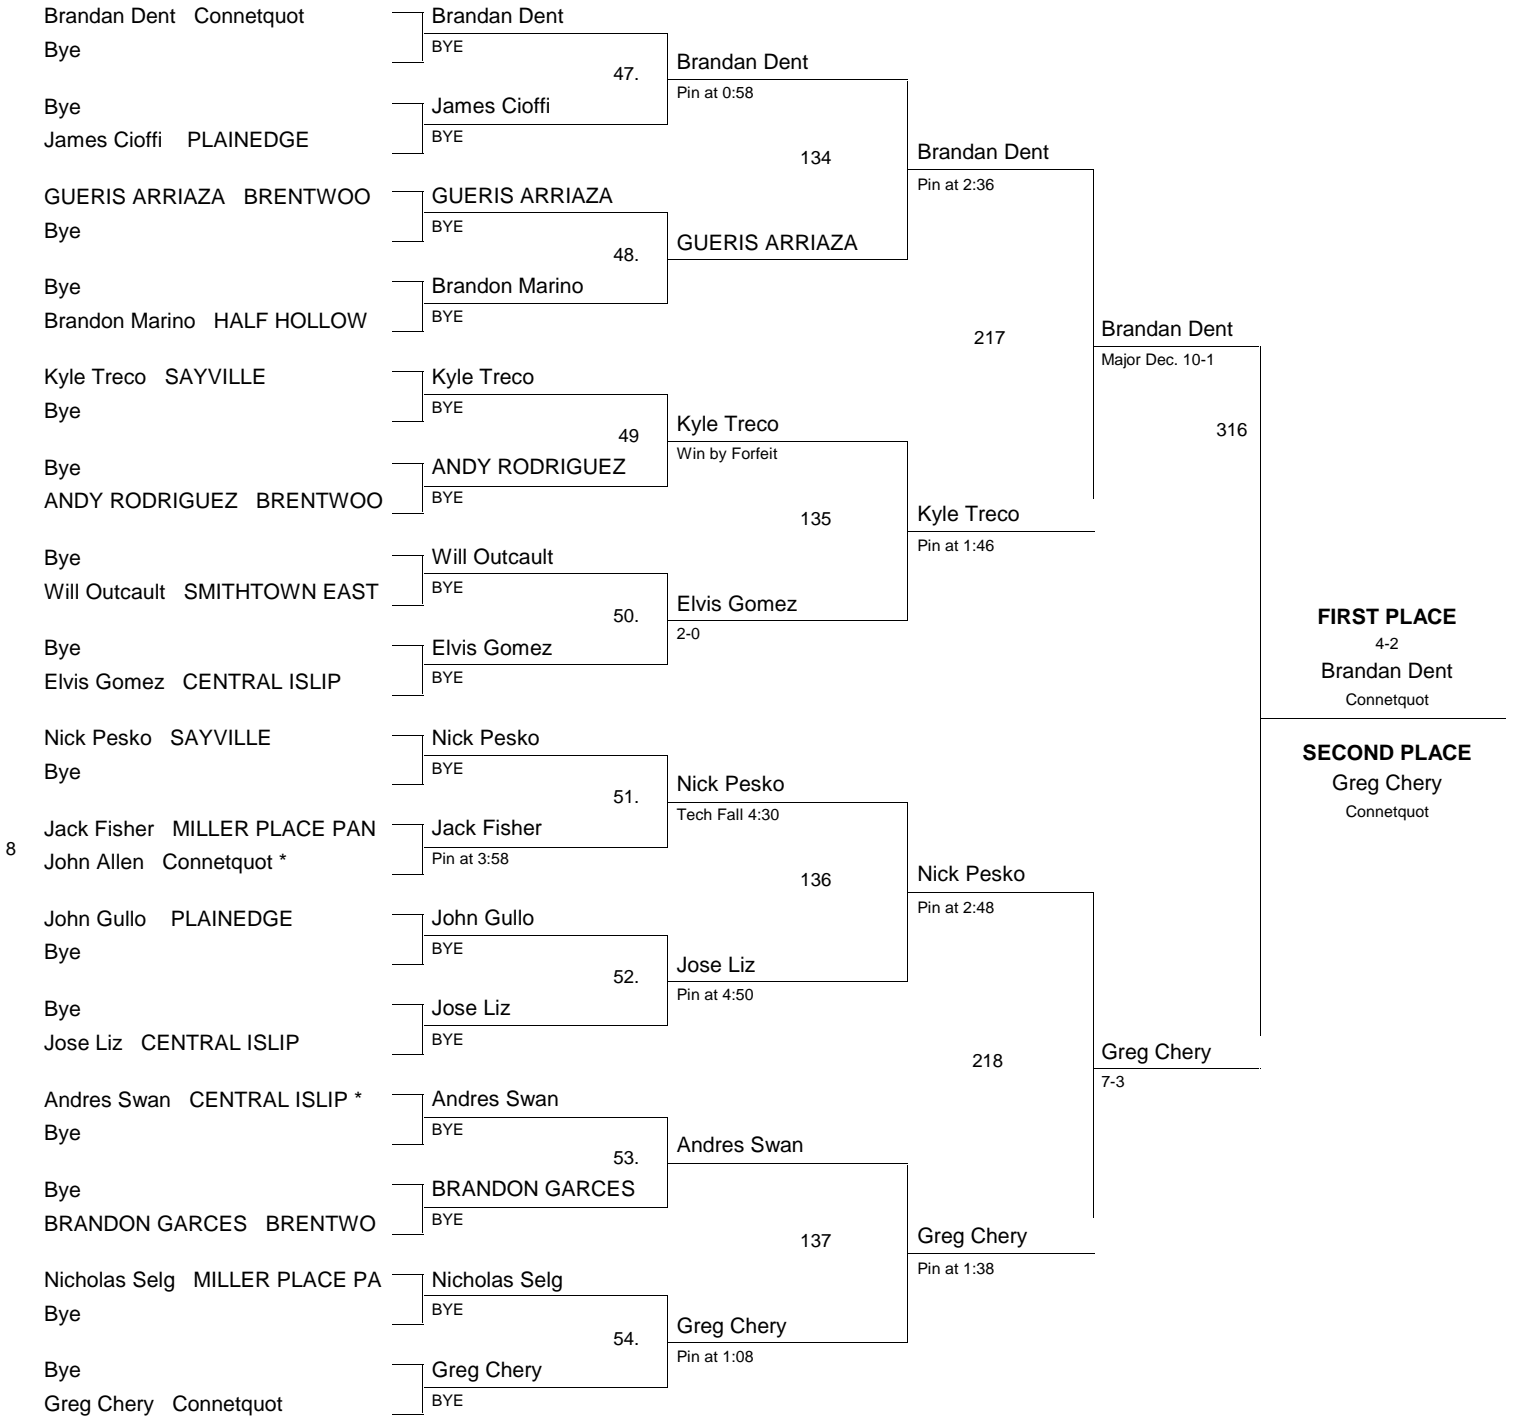 Brandan Dent Connetquot
Bye
Bye
James Cioffi PLAINEDGE
GUERIS ARRIAZA BRENTWOO
Bye
Bye
Brandon Marino HALF HOLLOW
Kyle Treco SAYVILLE
Bye
Bye
ANDY RODRIGUEZ BRENTWOO
Bye
Will Outcault SMITHTOWN EAST
Bye
Elvis Gomez CENTRAL ISLIP
Nick Pesko SAYVILLE
Bye
Jack Fisher MILLER PLACE PAN
8
John Allen Connetquot *
John Gullo PLAINEDGE
Bye
Bye
Jose Liz CENTRAL ISLIP
Andres Swan CENTRAL ISLIP *
Bye
Bye
BRANDON GARCES BRENTWO
Nicholas Selg MILLER PLACE PA
Bye
Bye
Greg Chery Connetquot
Brandan Dent
BYE
47.
James Cioffi
BYE
GUERIS ARRIAZA
BYE
48.
Brandon Marino
BYE
Kyle Treco
BYE
49
ANDY RODRIGUEZ
BYE
Will Outcault
BYE
50.
Elvis Gomez
BYE
Nick Pesko
BYE
51.
Jack Fisher
Pin at 3:58
John Gullo
BYE
52.
Jose Liz
BYE
Andres Swan
BYE
53.
BRANDON GARCES
BYE
Nicholas Selg
BYE
54.
Greg Chery
BYE
Brandan Dent
Pin at 0:58
134
GUERIS ARRIAZA
Kyle Treco
Win by Forfeit
135
Elvis Gomez
2-0
Nick Pesko
Tech Fall 4:30
136
Jose Liz
Pin at 4:50
Andres Swan
137
Greg Chery
Pin at 1:08
Brandan Dent
Pin at 2:36
217
Kyle Treco
Pin at 1:46
Nick Pesko
Pin at 2:48
218
Greg Chery
Pin at 1:38
Brandan Dent
Major Dec. 10-1
316
Greg Chery
7-3
FIRST PLACE
4-2
Brandan Dent
Connetquot
SECOND PLACE
Greg Chery
Connetquot